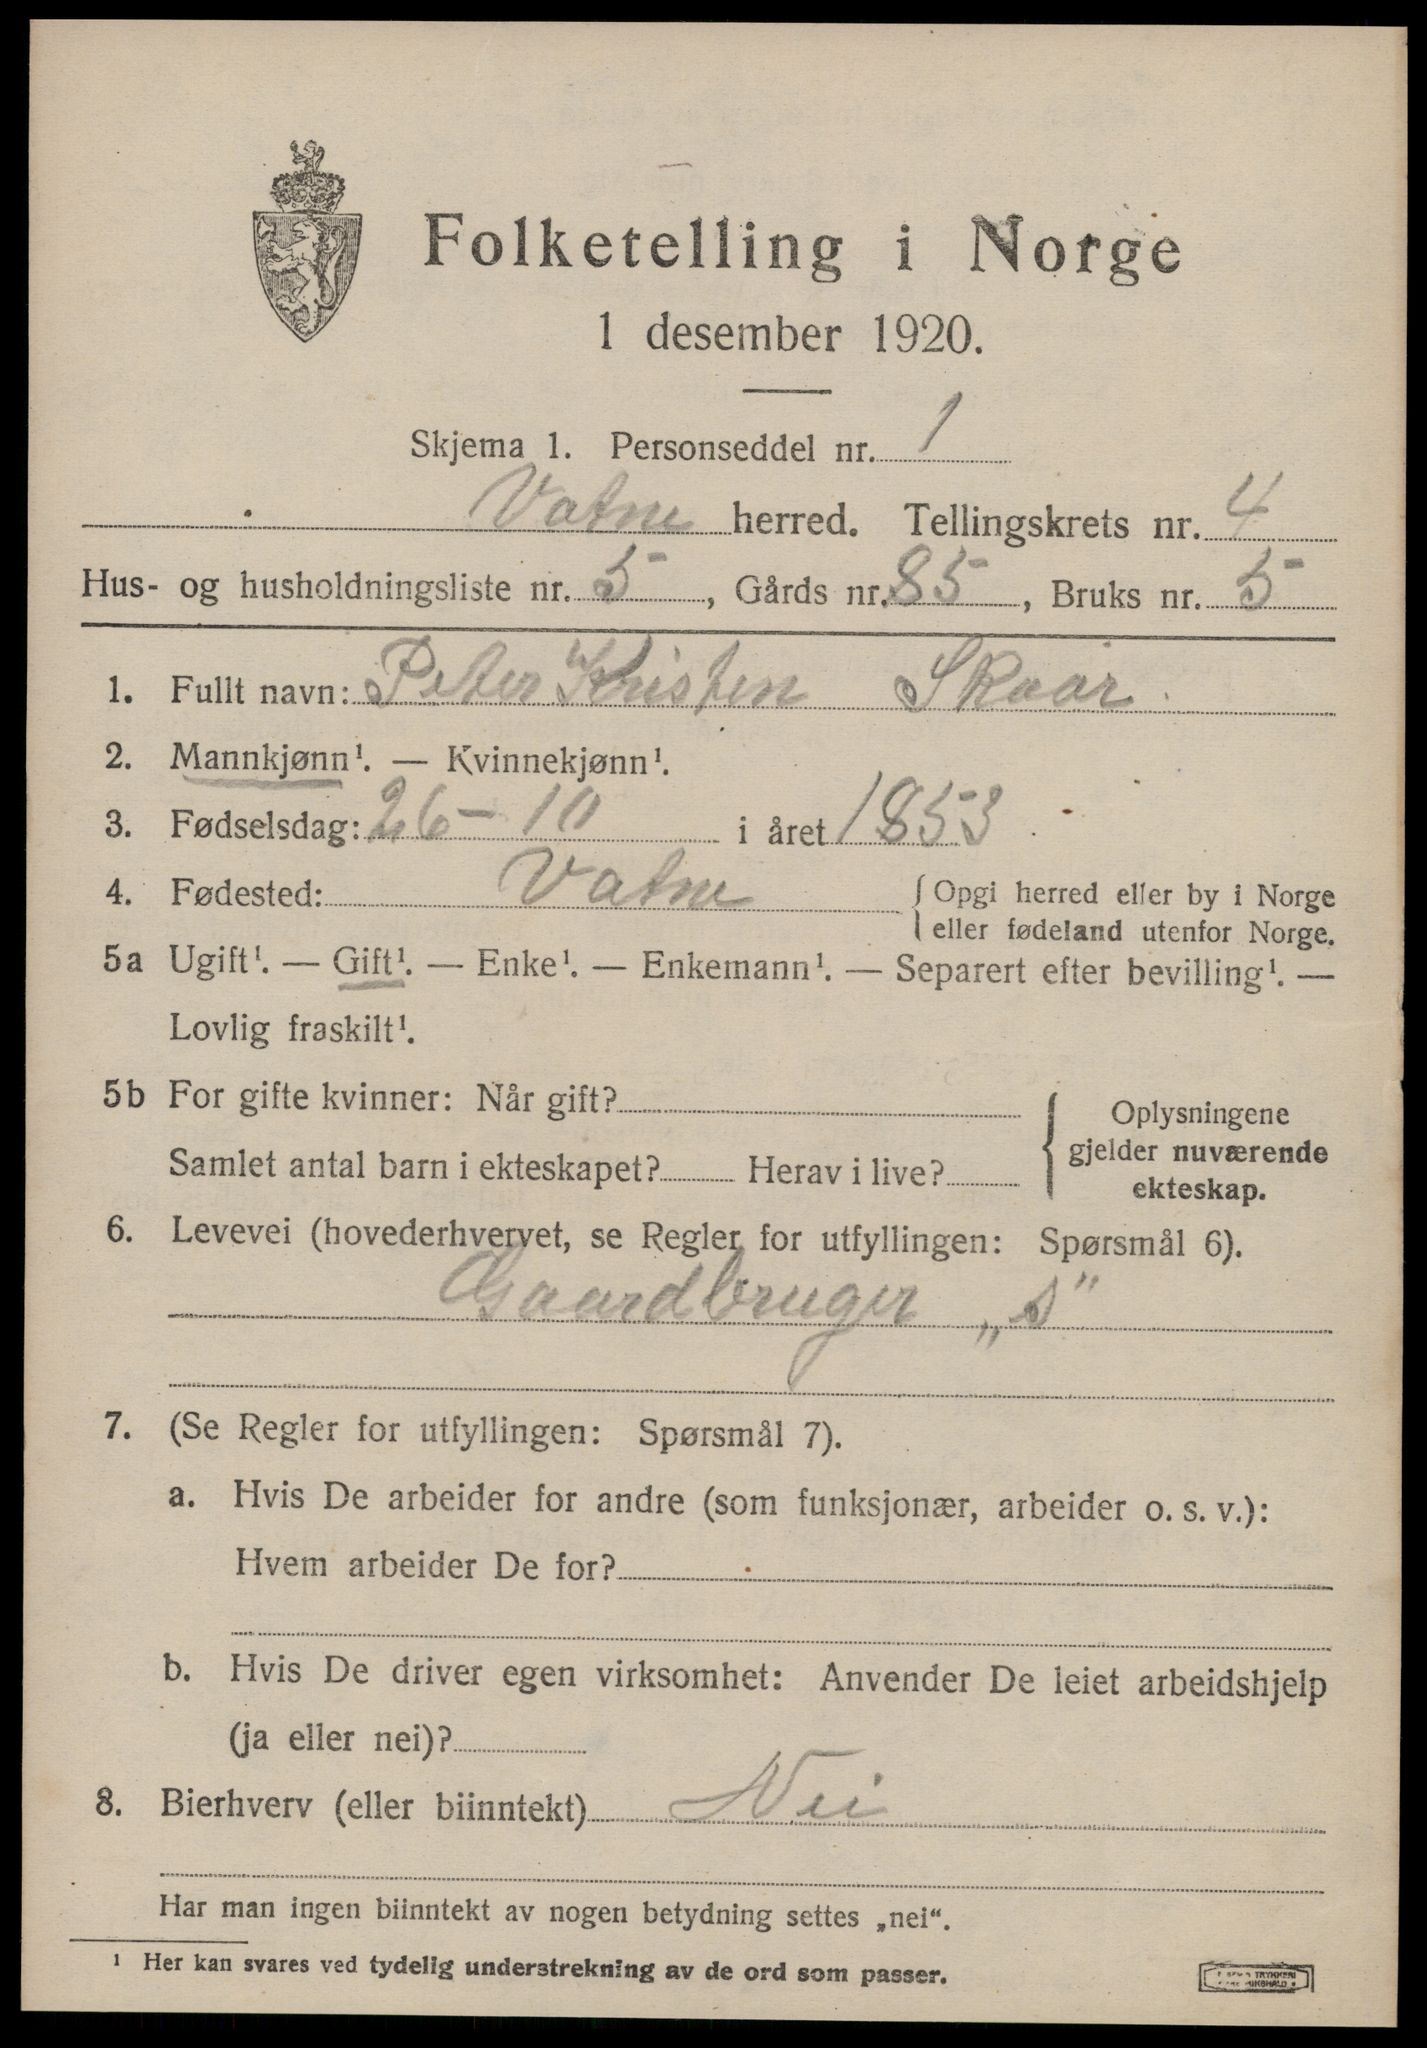 Folketelling i Norge
1 desember 1920.
Skjema 1. Personseddel nr. 1
Vatne herred. Tellingskrets nr. 4
Hus- og husholdningsliste nr. 5, Gårds nr. 85, Bruks nr. 5
1. Fullt navn: Peter Kristen Skaar.
2. Mannkjønn¹. — Kvinnekjønn¹.
3. Fødselsdag: 26 - 10 i året 1853
4. Fødested: Vatne { Opgi herred eller by i Norge
eller fødeland utenfor Norge.
5a Ugift¹. — Gift¹. — Enke¹. — Enkemann¹. — Separert efter bevilling¹. —
Lovlig fraskilt¹.
5b For gifte kvinner: Når gift?
Samlet antal barn i ekteskapet? Herav i live?
{ Oplysningene
gjelder nuværende
ekteskap.
6. Levevei (hovederhvervet, se Regler for utfyllingen: Spørsmål 6).
Gaardbruger „s"
7. (Se Regler for utfyllingen: Spørsmål 7).
a. Hvis De arbeider for andre (som funksjonær, arbeider o. s. v.):
Hvem arbeider De for?
b. Hvis De driver egen virksomhet: Anvender De leiet arbeidshjelp
(ja eller nei)?
8. Bierhverv (eller biinntekt) Nei
Har man ingen biinntekt av nogen betydning settes „nei“.
¹ Her kan svares ved tydelig understrekning av de ord som passer.
TRYKKERI